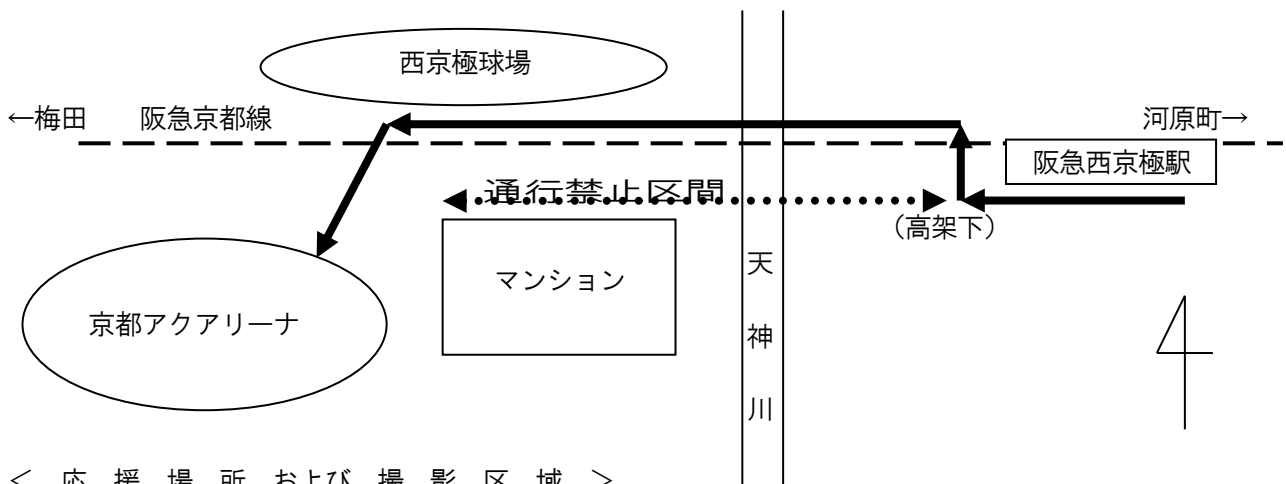 西京極球場
←梅田 阪急京都線 河原町→
阪急西京極駅
通行禁止区間
(高架下)
マンション
天神川
京都アクアリーナ
< 応 援 場 所 および 撮 影 区 域 >